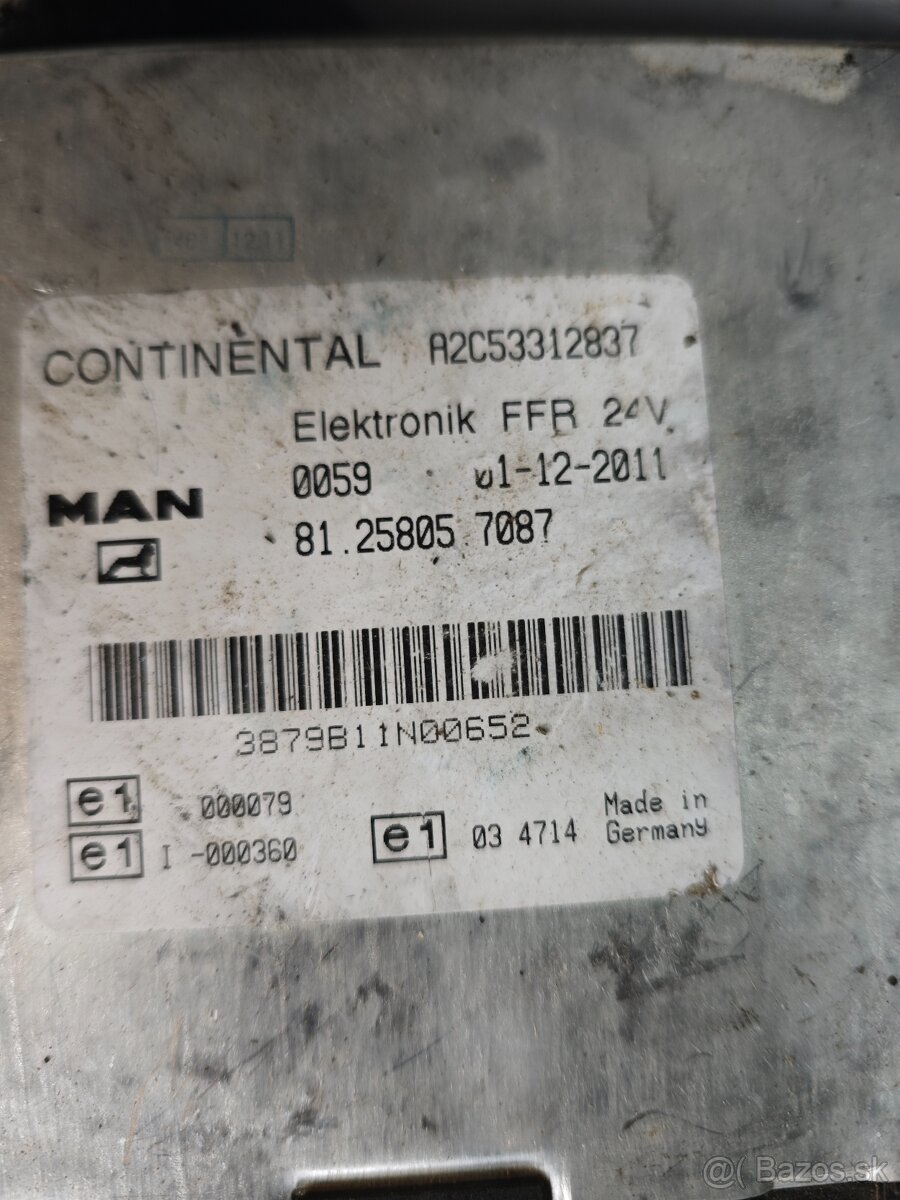 CONTINENTAL A2C53312837
Elektronik FFR 24V
0059 01-12-2011
MAN 81.25805 7087
3879B11N00652
e1 000079
e1 I -000360
e1 03 4714
Made in
Germany
@( Bazos.sk